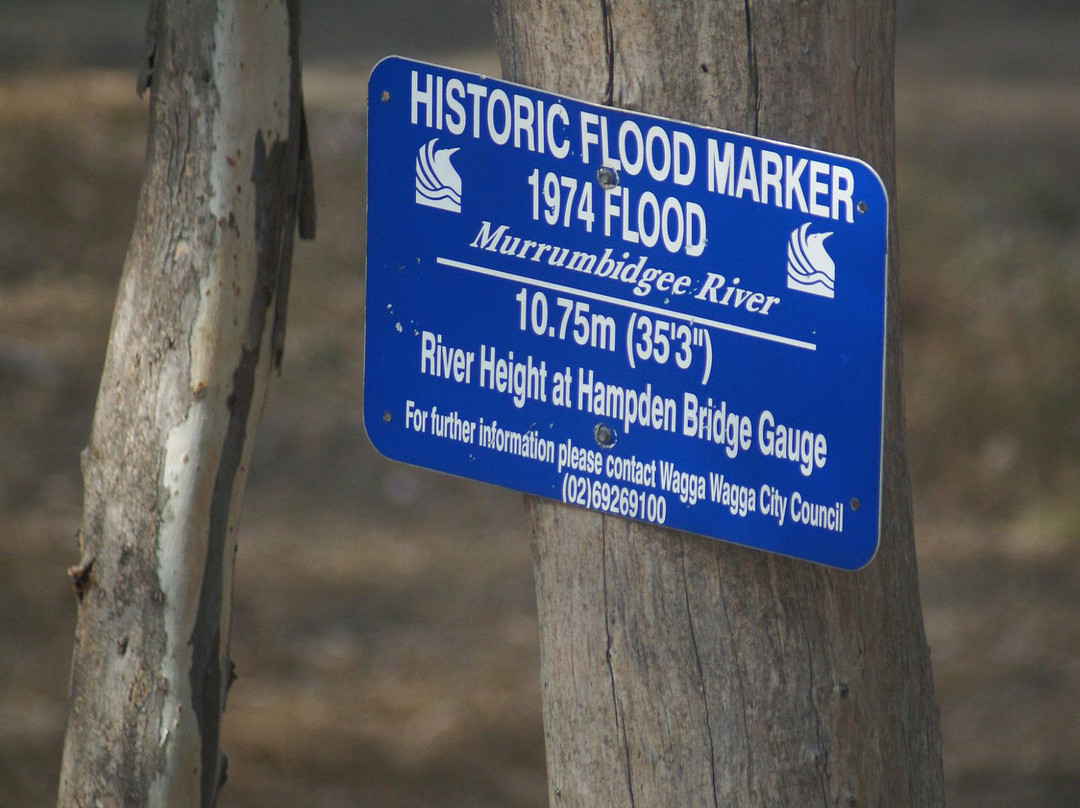 HISTORIC FLOOD MARKER
1974 FLOOD
Murrumbidgee River
10.75m (35'3")
River Height at Hampden Bridge Gauge
For further information please contact Wagga Wagga City Council
(02)69269100